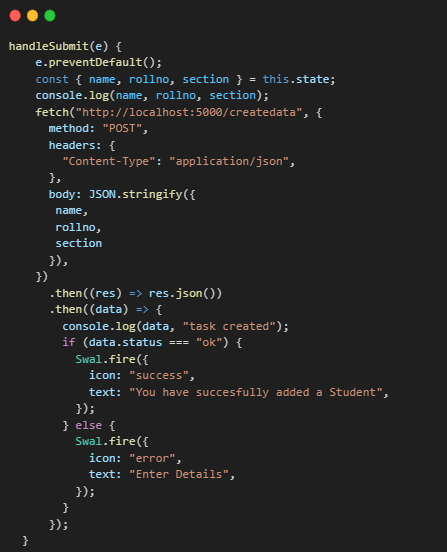 handleSubmit(e) {
    e.preventDefault();
    const { name, rollno, section } = this.state;
    console.log(name, rollno, section);
    fetch("http://localhost:5000/createdata", {
      method: "POST",
      headers: {
        "Content-Type": "application/json",
      },
      body: JSON.stringify({
       name,
       rollno,
       section
      }),
    })
      .then((res) => res.json())
      .then((data) => {
        console.log(data, "task created");
        if (data.status === "ok") {
          Swal.fire({
            icon: "success",
            text: "You have succesfully added a Student",
          });
        } else {
          Swal.fire({
            icon: "error",
            text: "Enter Details",
          });
        }
      });
  }